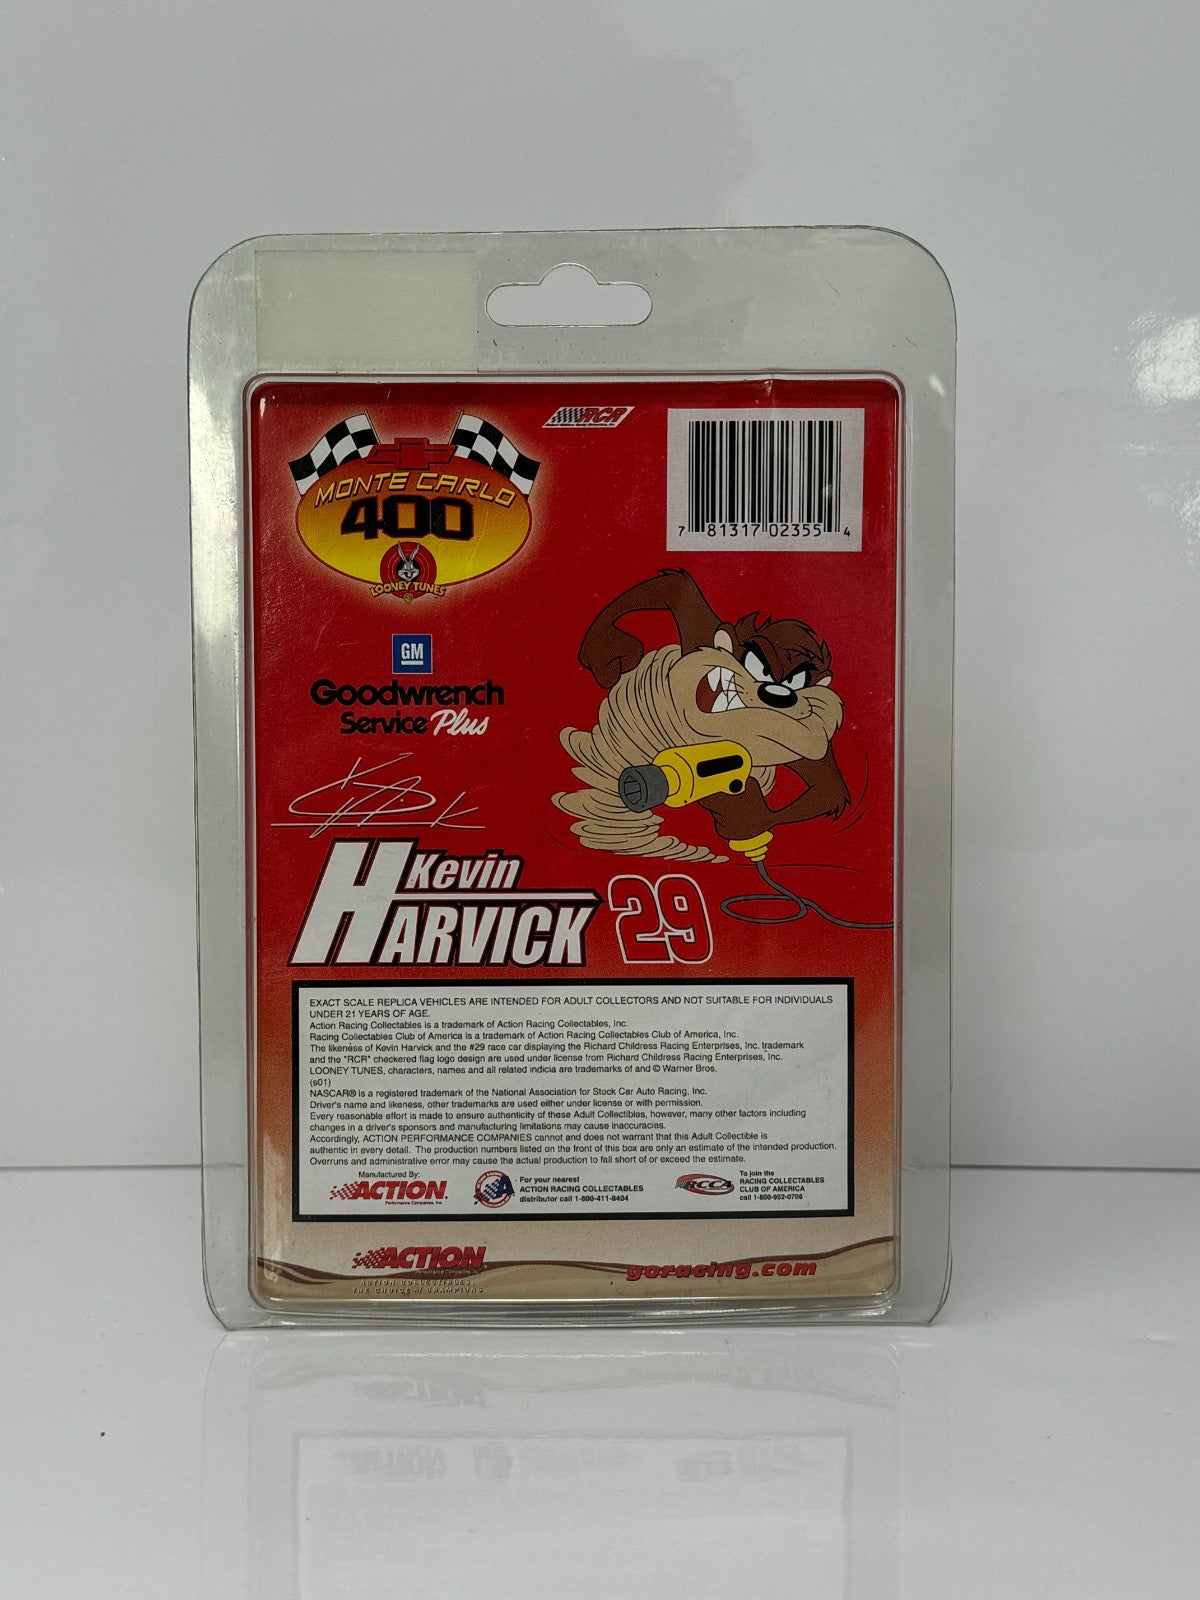 RCR
MONTE CARLO
400
LOONEY TUNES
7 81317 02355 4
GM
Goodwrench
Service Plus
Kevin
HARVICK 29
EXACT SCALE REPLICA VEHICLES ARE INTENDED FOR ADULT COLLECTORS AND NOT SUITABLE FOR INDIVIDUALS
UNDER 21 YEARS OF AGE.
Action Racing Collectables is a trademark of Action Racing Collectables, Inc.
Racing Collectables Club of America is a trademark of Action Racing Collectables Club of America, Inc.
The likeness of Kevin Harvick and the #29 race car displaying the Richard Childress Racing Enterprises, Inc. trademark
and the "RCR" checkered flag logo design are used under license from Richard Childress Racing Enterprises, Inc.
LOONEY TUNES, characters, names and all related indicia are trademarks of and © Warner Bros.
(s01)
NASCAR® is a registered trademark of the National Association for Stock Car Auto Racing, Inc.
Driver's name and likeness, other trademarks are used either under license or with permission.
Every reasonable effort is made to ensure authenticity of these Adult Collectibles, however, many other factors including
changes in a driver's sponsors and manufacturing limitations may cause inaccuracies.
Accordingly, ACTION PERFORMANCE COMPANIES cannot and does not warrant that this Adult Collectible is
authentic in every detail. The production numbers listed on the front of this box are only an estimate of the intended production.
Overruns and administrative error may cause the actual production to fall short of or exceed the estimate.
Manufactured By:
ACTION
Performance Companies, Inc.
For your nearest
ACTION RACING COLLECTABLES
distributor call 1-800-411-8404
RCCA
To join the
RACING COLLECTABLES
CLUB OF AMERICA
call 1-800-952-0708
ACTION
Performance Companies, Inc.
ACTION COLLECTIBLES,
THE CHOICE of CHAMPIONS
goracing.com